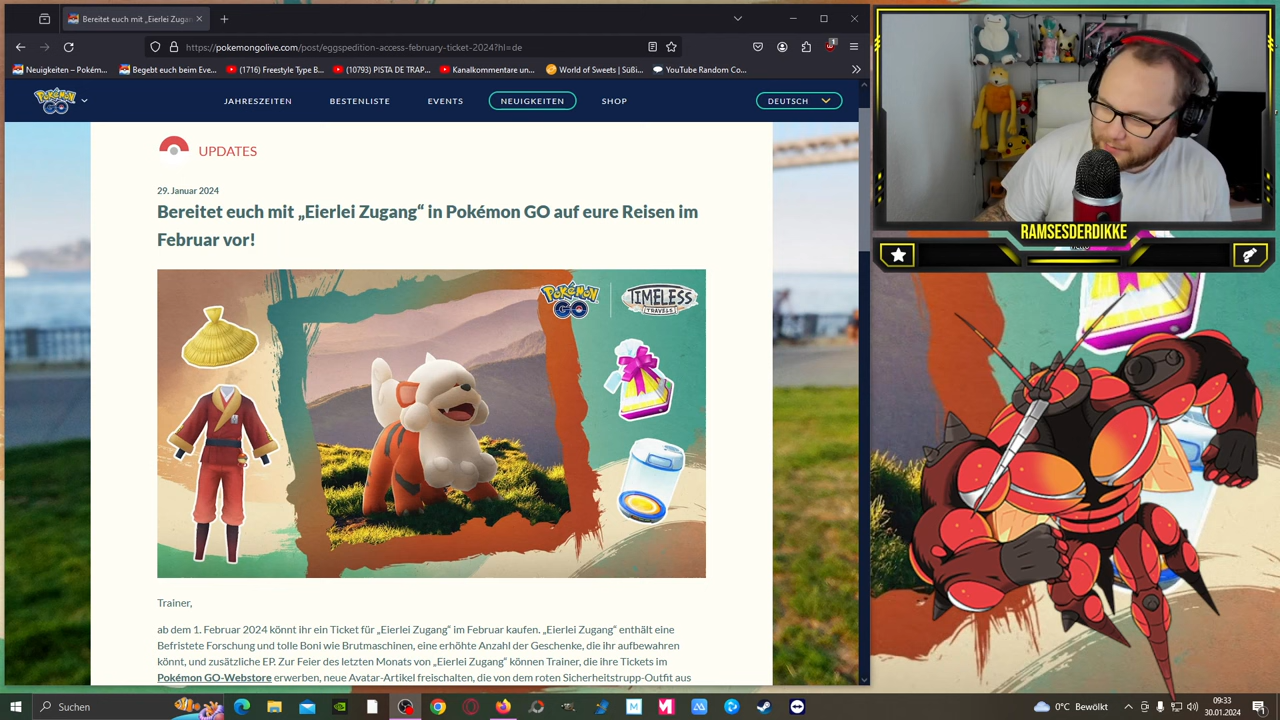 Bereitet euch mit „Eierlei Zugan
https://pokemongolive.com/post/eggspedition-access-february-ticket-2024?hl=de
1
Neuigkeiten – Pokém...
Begebt euch beim Eve...
(1716) Freestyle Type B...
(10793) PISTA DE TRAP...
Kanalkommentare un...
World of Sweets | Süßi...
YouTube Random Co...
Pokémon GO
JAHRESZEITEN
BESTENLISTE
EVENTS
NEUIGKEITEN
SHOP
DEUTSCH
UPDATES
29. Januar 2024
Bereitet euch mit „Eierlei Zugang“ in Pokémon GO auf eure Reisen im
Februar vor!
Pokémon GO
TIMELESS
TRAVELS
Trainer,
ab dem 1. Februar 2024 könnt ihr ein Ticket für „Eierlei Zugang“ im Februar kaufen. „Eierlei Zugang“ enthält eine
Befristete Forschung und tolle Boni wie Brutmaschinen, eine erhöhte Anzahl der Geschenke, die ihr aufbewahren
könnt, und zusätzliche EP. Zur Feier des letzten Monats von „Eierlei Zugang“ können Trainer, die ihre Tickets im
Pokémon GO-Webstore erwerben, neue Avatar-Artikel freischalten, die von dem roten Sicherheitstrupp-Outfit aus
RAMSESDERDIKKE
Suchen
0°C Bewölkt
09:33
30.01.2024